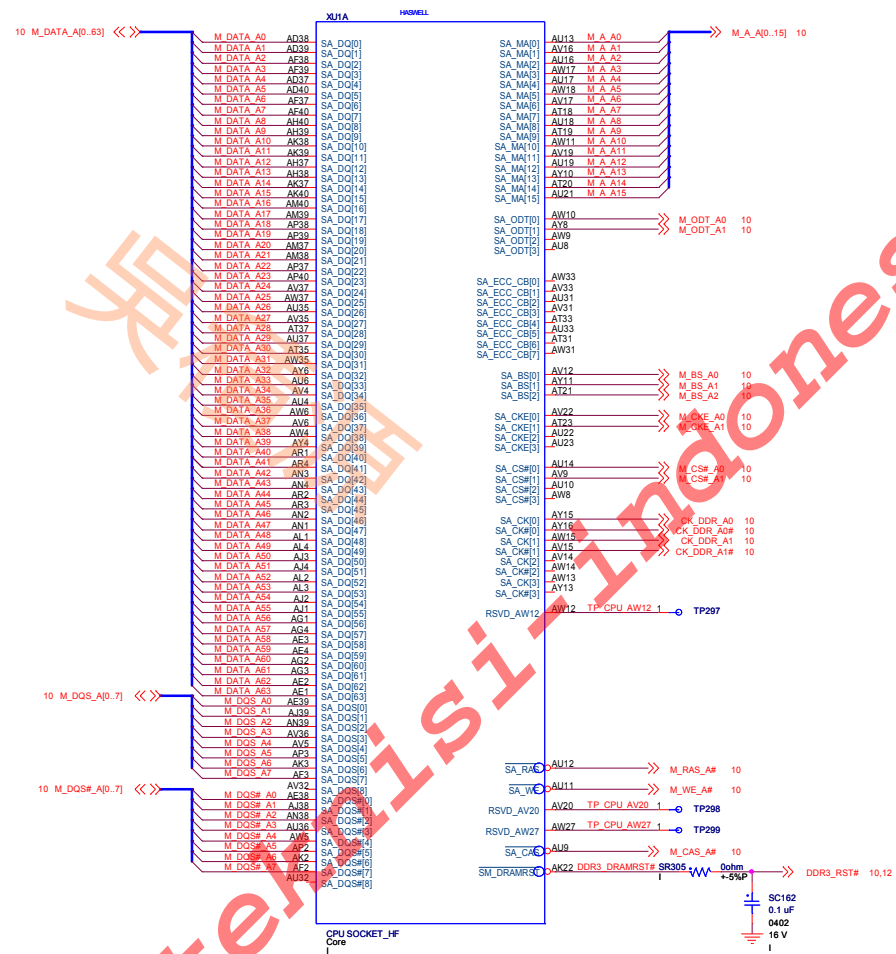 XU1A
HASWELL
10 M_DATA_A[0..63]
M_A_A[0..15] 10
M_DATA_A0 AD38 SA_DQ[0]
M_DATA_A1 AD39 SA_DQ[1]
M_DATA_A2 AF38 SA_DQ[2]
M_DATA_A3 AF39 SA_DQ[3]
M_DATA_A4 AD37 SA_DQ[4]
M_DATA_A5 AD40 SA_DQ[5]
M_DATA_A6 AF37 SA_DQ[6]
M_DATA_A7 AF40 SA_DQ[7]
M_DATA_A8 AH40 SA_DQ[8]
M_DATA_A9 AH39 SA_DQ[9]
M_DATA_A10 AK38 SA_DQ[10]
M_DATA_A11 AK39 SA_DQ[11]
M_DATA_A12 AH37 SA_DQ[12]
M_DATA_A13 AH38 SA_DQ[13]
M_DATA_A14 AK37 SA_DQ[14]
M_DATA_A15 AK40 SA_DQ[15]
M_DATA_A16 AM40 SA_DQ[16]
M_DATA_A17 AM39 SA_DQ[17]
M_DATA_A18 AP38 SA_DQ[18]
M_DATA_A19 AP39 SA_DQ[19]
M_DATA_A20 AM37 SA_DQ[20]
M_DATA_A21 AM38 SA_DQ[21]
M_DATA_A22 AP37 SA_DQ[22]
M_DATA_A23 AP40 SA_DQ[23]
M_DATA_A24 AV37 SA_DQ[24]
M_DATA_A25 AW37 SA_DQ[25]
M_DATA_A26 AU35 SA_DQ[26]
M_DATA_A27 AV35 SA_DQ[27]
M_DATA_A28 AT37 SA_DQ[28]
M_DATA_A29 AU37 SA_DQ[29]
M_DATA_A30 AT35 SA_DQ[30]
M_DATA_A31 AW35 SA_DQ[31]
M_DATA_A32 AY6 SA_DQ[32]
M_DATA_A33 AU6 SA_DQ[33]
M_DATA_A34 AV4 SA_DQ[34]
M_DATA_A35 AU4 SA_DQ[35]
M_DATA_A36 AW6 SA_DQ[36]
M_DATA_A37 AV6 SA_DQ[37]
M_DATA_A38 AW4 SA_DQ[38]
M_DATA_A39 AY4 SA_DQ[39]
M_DATA_A40 AR1 SA_DQ[40]
M_DATA_A41 AR4 SA_DQ[41]
M_DATA_A42 AN3 SA_DQ[42]
M_DATA_A43 AN4 SA_DQ[43]
M_DATA_A44 AR2 SA_DQ[44]
M_DATA_A45 AR3 SA_DQ[45]
M_DATA_A46 AN2 SA_DQ[46]
M_DATA_A47 AN1 SA_DQ[47]
M_DATA_A48 AL1 SA_DQ[48]
M_DATA_A49 AL4 SA_DQ[49]
M_DATA_A50 AJ3 SA_DQ[50]
M_DATA_A51 AJ4 SA_DQ[51]
M_DATA_A52 AL2 SA_DQ[52]
M_DATA_A53 AL3 SA_DQ[53]
M_DATA_A54 AJ2 SA_DQ[54]
M_DATA_A55 AJ1 SA_DQ[55]
M_DATA_A56 AG1 SA_DQ[56]
M_DATA_A57 AG4 SA_DQ[57]
M_DATA_A58 AE3 SA_DQ[58]
M_DATA_A59 AE4 SA_DQ[59]
M_DATA_A60 AG2 SA_DQ[60]
M_DATA_A61 AG3 SA_DQ[61]
M_DATA_A62 AE2 SA_DQ[62]
M_DATA_A63 AE1 SA_DQ[63]
10 M_DQS_A[0..7]
M_DQS_A0 AE39 SA_DQS[0]
M_DQS_A1 AJ39 SA_DQS[1]
M_DQS_A2 AN39 SA_DQS[2]
M_DQS_A3 AV36 SA_DQS[3]
M_DQS_A4 AV5 SA_DQS[4]
M_DQS_A5 AP3 SA_DQS[5]
M_DQS_A6 AK3 SA_DQS[6]
M_DQS_A7 AF3 SA_DQS[7]
AV32 SA_DQS[8]
10 M_DQS#_A[0..7]
M_DQS#_A0 AE38 SA_DQS#[0]
M_DQS#_A1 AJ38 SA_DQS#[1]
M_DQS#_A2 AN38 SA_DQS#[2]
M_DQS#_A3 AU36 SA_DQS#[3]
M_DQS#_A4 AW5 SA_DQS#[4]
M_DQS#_A5 AP2 SA_DQS#[5]
M_DQS#_A6 AK2 SA_DQS#[6]
M_DQS#_A7 AF2 SA_DQS#[7]
AU32 SA_DQS#[8]
SA_MA[0] AU13 M_A_A0
SA_MA[1] AV16 M_A_A1
SA_MA[2] AU16 M_A_A2
SA_MA[3] AW17 M_A_A3
SA_MA[4] AU17 M_A_A4
SA_MA[5] AW18 M_A_A5
SA_MA[6] AV17 M_A_A6
SA_MA[7] AT18 M_A_A7
SA_MA[8] AU18 M_A_A8
SA_MA[9] AT19 M_A_A9
SA_MA[10] AW11 M_A_A10
SA_MA[11] AV19 M_A_A11
SA_MA[12] AU19 M_A_A12
SA_MA[13] AY10 M_A_A13
SA_MA[14] AT20 M_A_A14
SA_MA[15] AU21 M_A_A15
SA_ODT[0] AW10 M_ODT_A0 10
SA_ODT[1] AY8 M_ODT_A1 10
SA_ODT[2] AW9
SA_ODT[3] AU8
SA_ECC_CB[0] AW33
SA_ECC_CB[1] AV33
SA_ECC_CB[2] AU31
SA_ECC_CB[3] AV31
SA_ECC_CB[4] AT33
SA_ECC_CB[5] AU33
SA_ECC_CB[6] AT31
SA_ECC_CB[7] AW31
SA_BS[0] AV12 M_BS_A0 10
SA_BS[1] AY11 M_BS_A1 10
SA_BS[2] AT21 M_BS_A2 10
SA_CKE[0] AV22 M_CKE_A0 10
SA_CKE[1] AT23 M_CKE_A1 10
SA_CKE[2] AU22
SA_CKE[3] AU23
SA_CS#[0] AU14 M_CS#_A0 10
SA_CS#[1] AV9 M_CS#_A1 10
SA_CS#[2] AU10
SA_CS#[3] AW8
SA_CK[0] AY15 CK_DDR_A0 10
SA_CK#[0] AY16 CK_DDR_A0# 10
SA_CK[1] AW15 CK_DDR_A1 10
SA_CK#[1] AV15 CK_DDR_A1# 10
SA_CK[2] AV14
SA_CK#[2] AW14
SA_CK[3] AW13
SA_CK#[3] AY13
RSVD_AW12 AW12 TP_CPU_AW12 1 TP297
SA_RAS AU12 M_RAS_A# 10
SA_WE AU11 M_WE_A# 10
RSVD_AV20 AV20 TP_CPU_AV20 1 TP298
RSVD_AW27 AW27 TP_CPU_AW27 1 TP299
SA_CAS AU9 M_CAS_A# 10
SM_DRAMRST AK22 DDR3_DRAMRST# SR305 0ohm DDR3_RST# 10,12
I +-5%P
SC162
0.1 uF
0402
16 V
I
CPU SOCKET_HF
Core
I
teknisi-indones